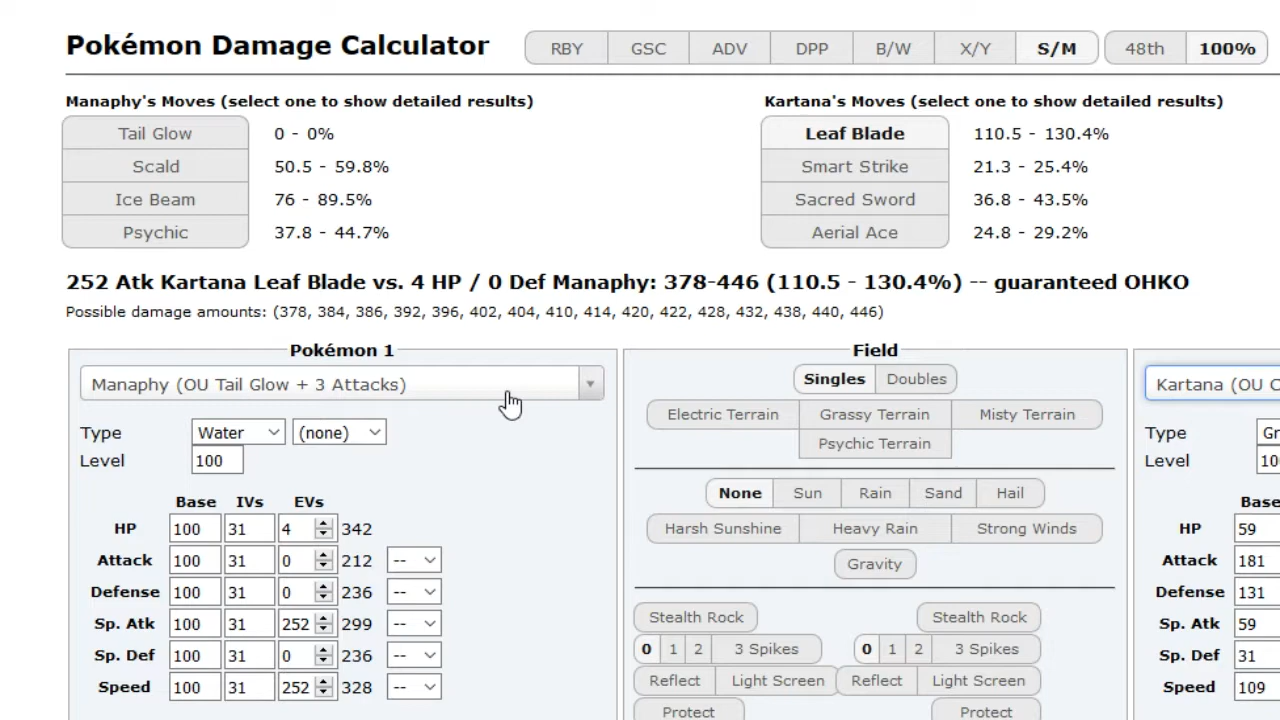 Pokémon Damage Calculator
RBY GSC ADV DPP B/W X/Y S/M 48th 100%
Manaphy's Moves (select one to show detailed results)
Tail Glow 0 - 0%
Scald 50.5 - 59.8%
Ice Beam 76 - 89.5%
Psychic 37.8 - 44.7%
Kartana's Moves (select one to show detailed results)
Leaf Blade 110.5 - 130.4%
Smart Strike 21.3 - 25.4%
Sacred Sword 36.8 - 43.5%
Aerial Ace 24.8 - 29.2%
252 Atk Kartana Leaf Blade vs. 4 HP / 0 Def Manaphy: 378-446 (110.5 - 130.4%) -- guaranteed OHKO
Possible damage amounts: (378, 384, 386, 392, 396, 402, 404, 410, 414, 420, 422, 428, 432, 438, 440, 446)
Pokémon 1
Manaphy (OU Tail Glow + 3 Attacks)
Type Water (none)
Level 100
Base IVs EVs
HP 100 31 4 342
Attack 100 31 0 212 --
Defense 100 31 0 236 --
Sp. Atk 100 31 252 299 --
Sp. Def 100 31 0 236 --
Speed 100 31 252 328 --
Field
Singles Doubles
Electric Terrain Grassy Terrain Misty Terrain
Psychic Terrain
None Sun Rain Sand Hail
Harsh Sunshine Heavy Rain Strong Winds
Gravity
Stealth Rock Stealth Rock
0 1 2 3 Spikes 0 1 2 3 Spikes
Reflect Light Screen Reflect Light Screen
Protect Protect
Kartana (OU
Type
Level
HP 59
Attack 181
Defense 131
Sp. Atk 59
Sp. Def 31
Speed 109